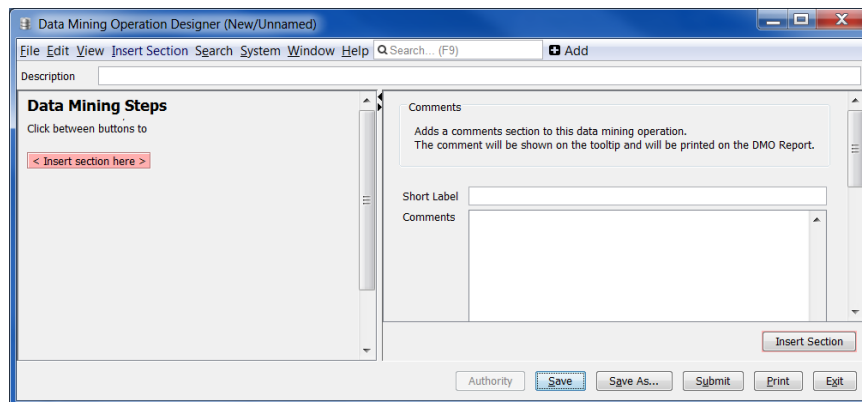 Data Mining Operation Designer (New/Unnamed)
File Edit View Insert Section Search System Window Help Search... (F9) Add
Description
Data Mining Steps
Click between buttons to
< Insert section here >
Comments
Adds a comments section to this data mining operation.
The comment will be shown on the tooltip and will be printed on the DMO Report.
Short Label
Comments
Insert Section
Authority Save Save As... Submit Print Exit